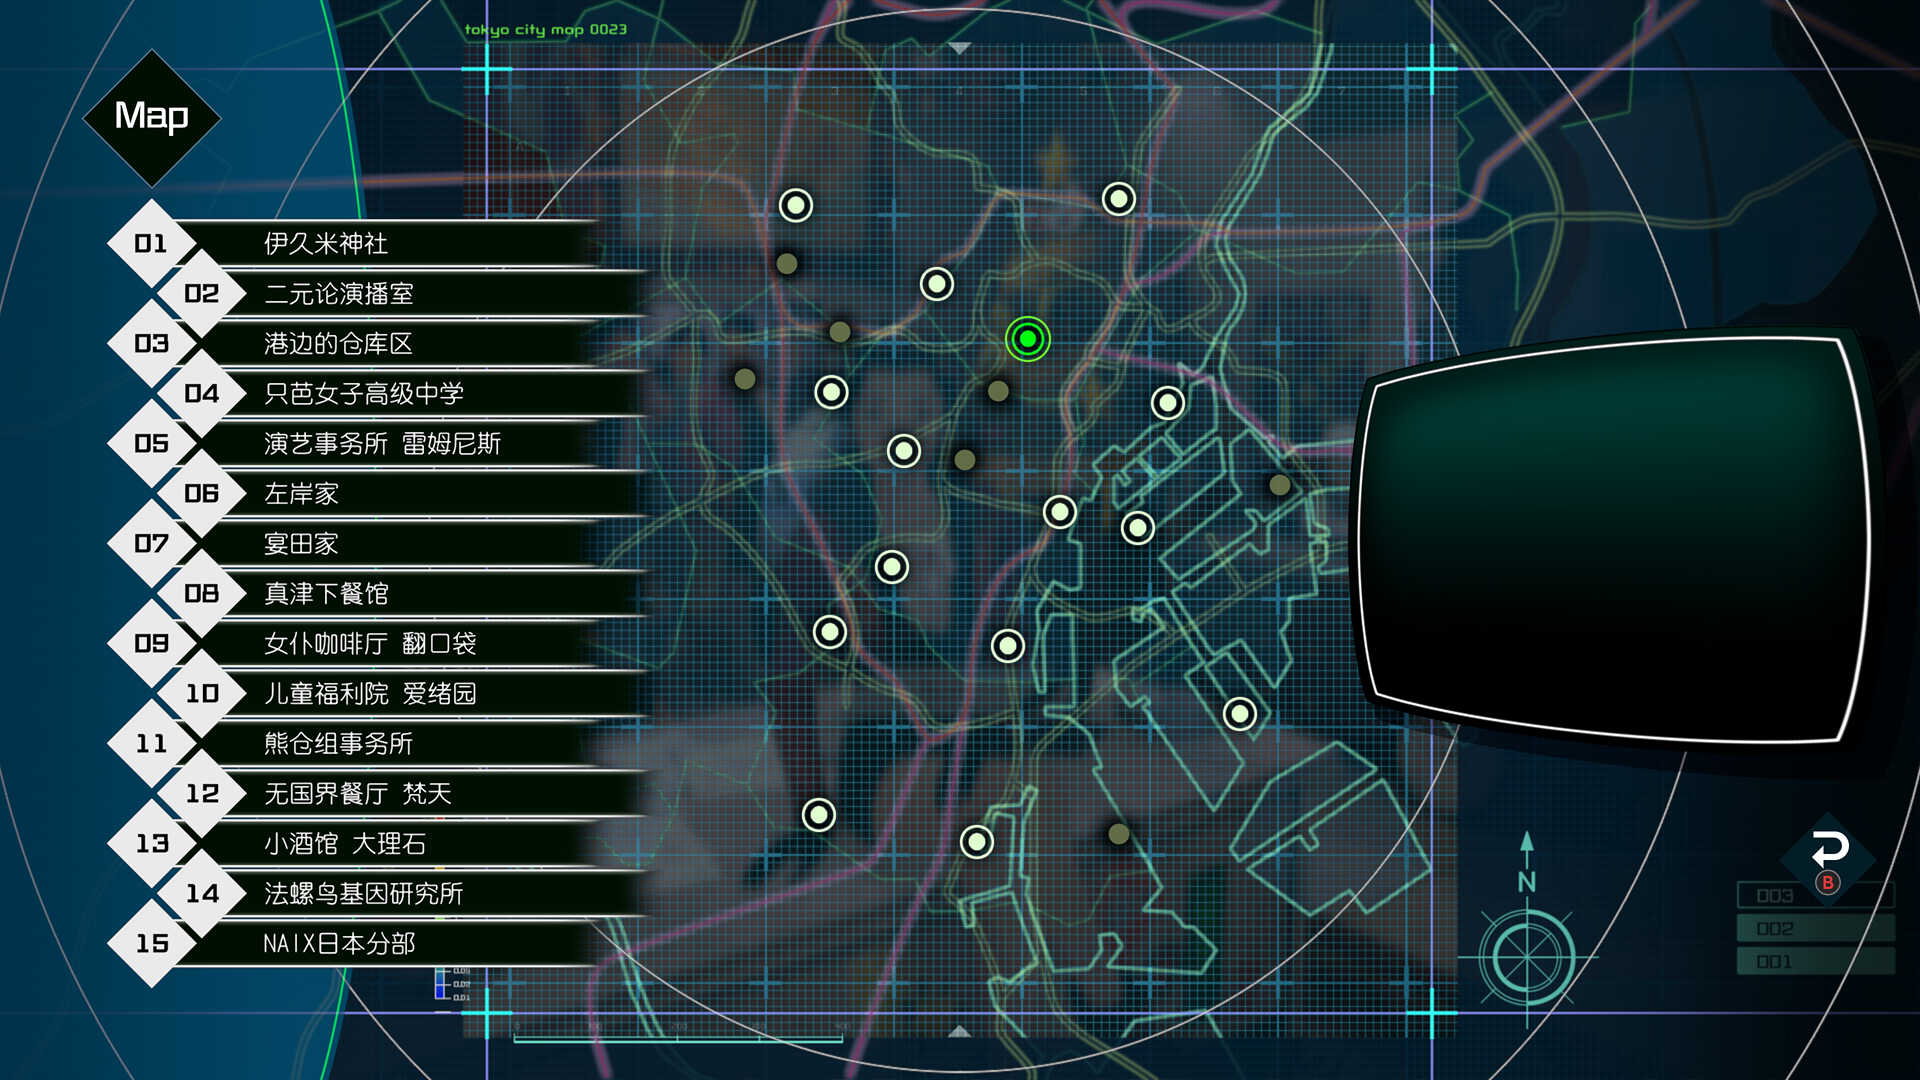 tokyo city map 0023
Map
01 伊久米神社
02 二元论演播室
03 港边的仓库区
04 只芭女子高级中学
05 演艺事务所 雷姆尼斯
06 左岸家
07 宴田家
08 真津下餐馆
09 女仆咖啡厅 翻口袋
10 儿童福利院 爱绪园
11 熊仓组事务所
12 无国界餐厅 梵天
13 小酒馆 大理石
14 法螺鸟基因研究所
15 NAIX日本分部
N
B
003
002
001
0.05
0.02
0.01